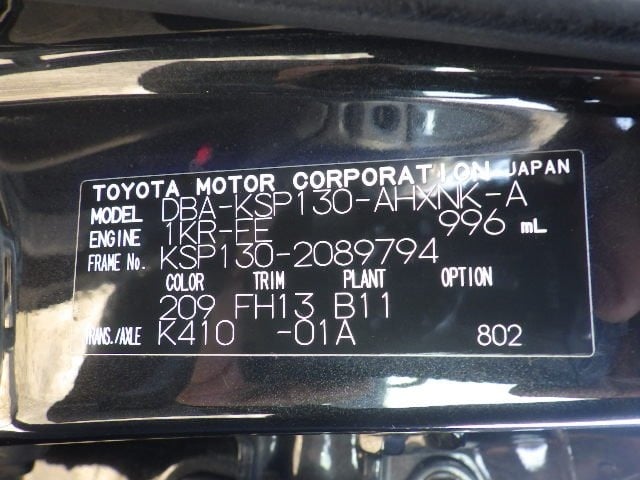 TOYOTA MOTOR CORPORATION JAPAN
MODEL DBA-KSP130-AHXNK-A
ENGINE 1KR-FE 996 mL
FRAME No. KSP130-2089794
COLOR TRIM PLANT OPTION
209 FH13 B11
TRANS./AXLE K410 -01A 802